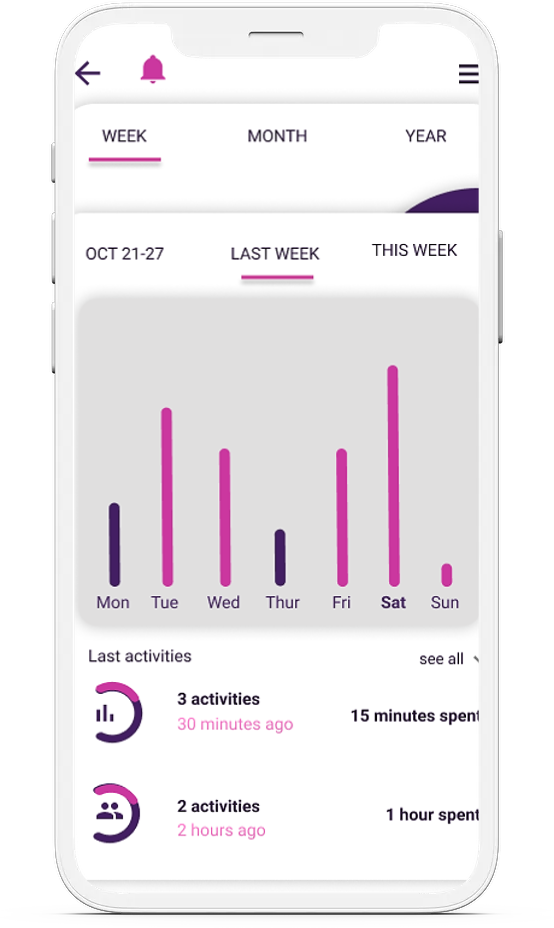 WEEK MONTH YEAR
OCT 21-27 LAST WEEK THIS WEEK
Mon Tue Wed Thur Fri Sat Sun
Last activities see all
3 activities
30 minutes ago
15 minutes spent
2 activities
2 hours ago
1 hour spent